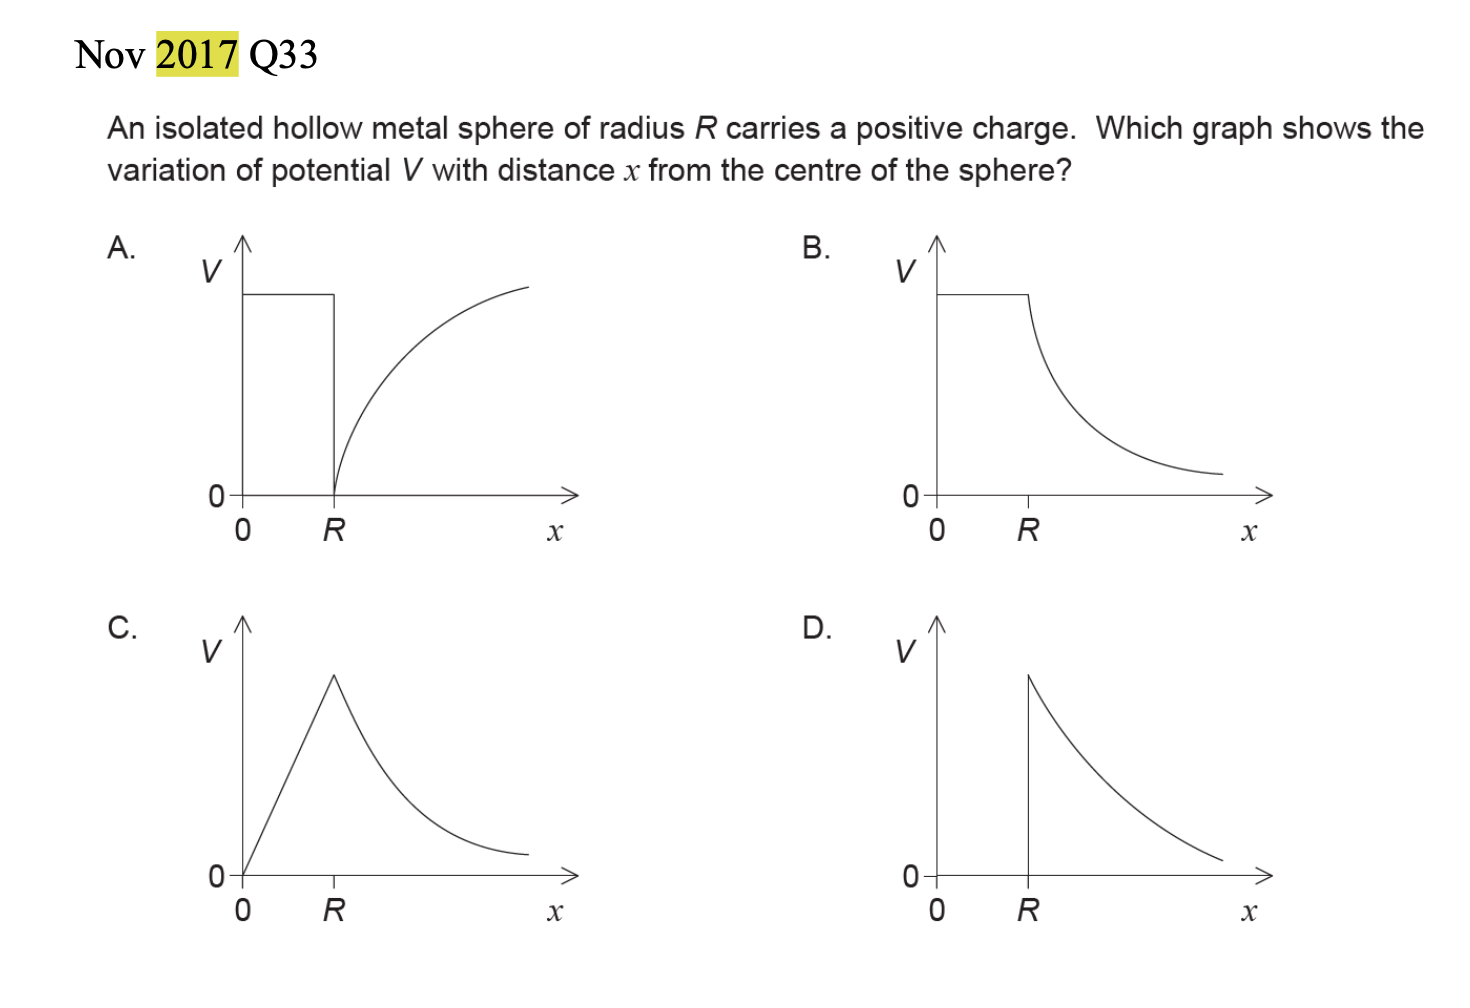 Nov 2017 Q33
An isolated hollow metal sphere of radius R carries a positive charge. Which graph shows the
variation of potential V with distance x from the centre of the sphere?
A.
V
0
0 R x
B.
V
0
0 R x
C.
V
0
0 R x
D.
V
0
0 R x